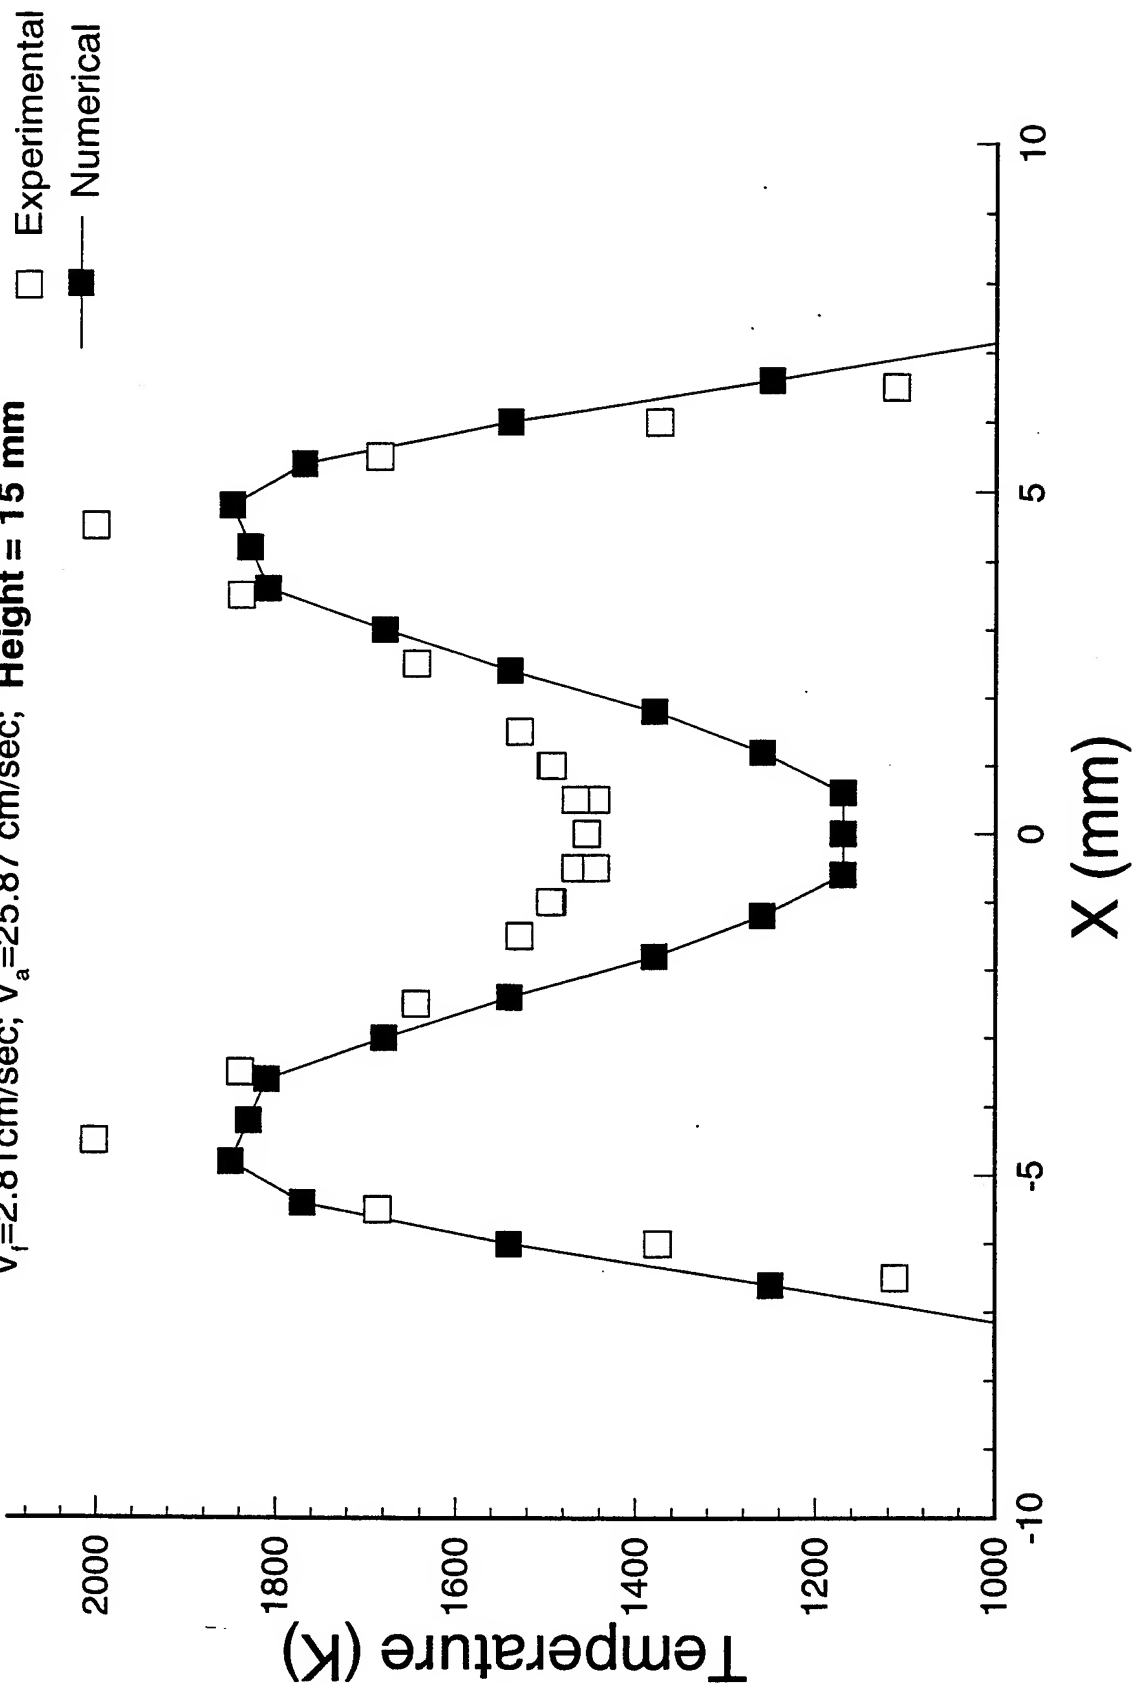 V_f=2.81cm/sec; V_a=25.87 cm/sec; Height = 15 mm
Experimental
Numerical
Temperature (K)
2000
1800
1600
1400
1200
1000
-10
-5
0
5
10
X (mm)